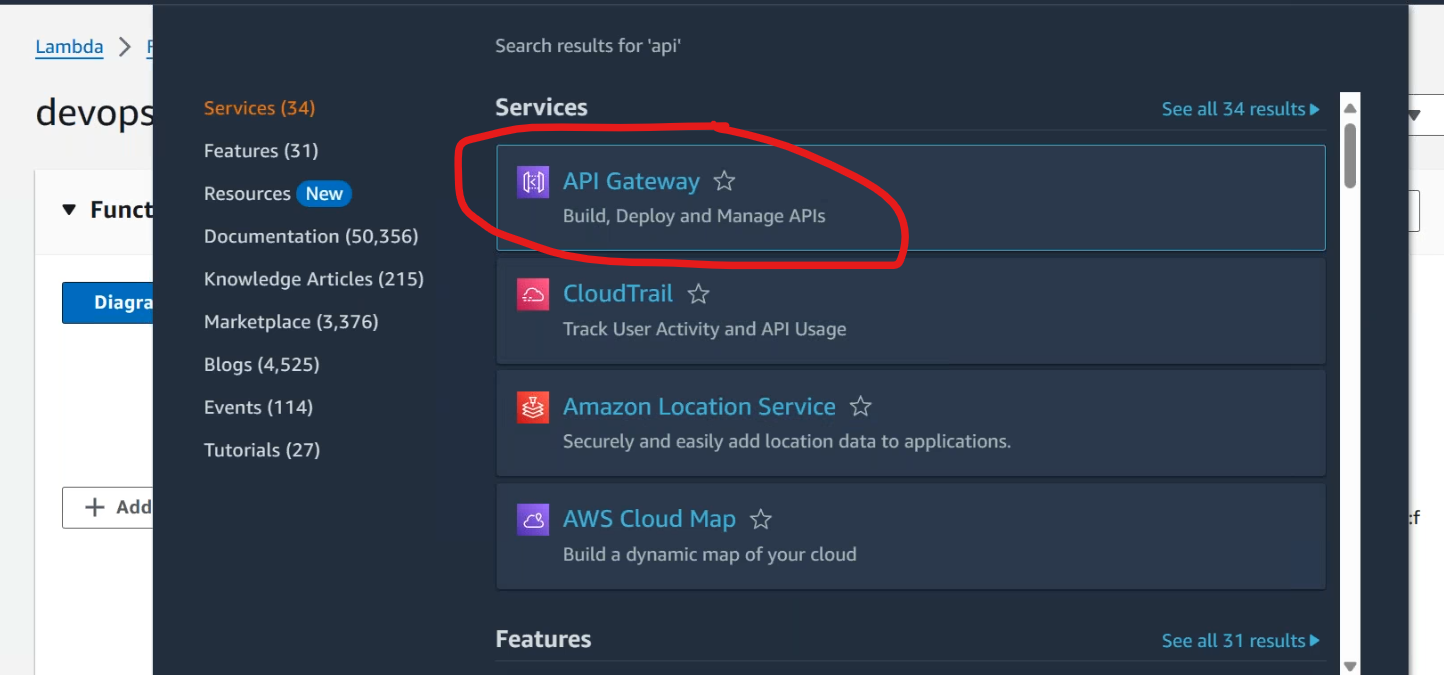 Lambda
devops
Funct
Diagra
Add
Search results for 'api'
Services (34)
Features (31)
Resources New
Documentation (50,356)
Knowledge Articles (215)
Marketplace (3,376)
Blogs (4,525)
Events (114)
Tutorials (27)
Services
See all 34 results
API Gateway
Build, Deploy and Manage APIs
CloudTrail
Track User Activity and API Usage
Amazon Location Service
Securely and easily add location data to applications.
AWS Cloud Map
Build a dynamic map of your cloud
Features
See all 31 results
:f